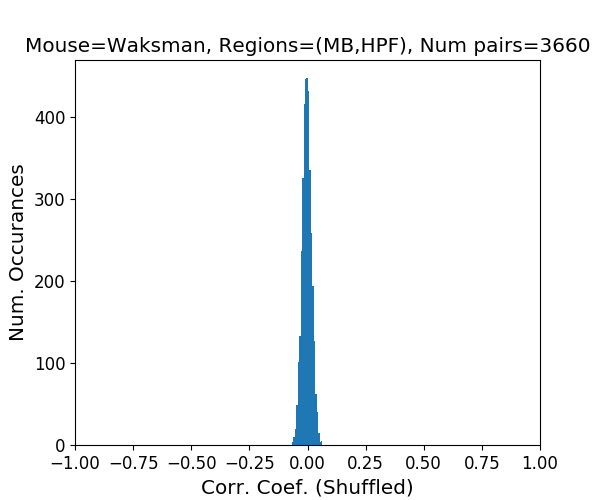 Mouse=Waksman, Regions=(MB,HPF), Num pairs=3660
Num. Occurances
400
300
200
100
0
−1.00 −0.75 −0.50 −0.25 0.00 0.25 0.50 0.75 1.00
Corr. Coef. (Shuffled)